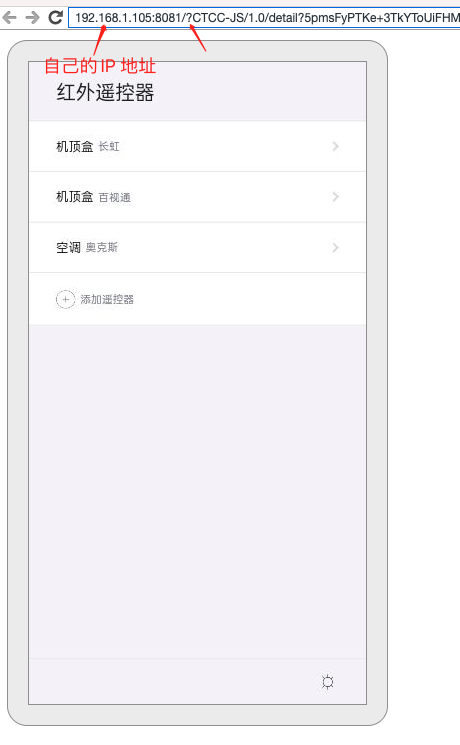 192.168.1.105:8081/?CTCC-JS/1.0/detail?5pmsFyPTKe+3TkYToUiFHM
自己的IP 地址
红外遥控器
机顶盒 长虹
机顶盒 百视通
空调 奥克斯
添加遥控器